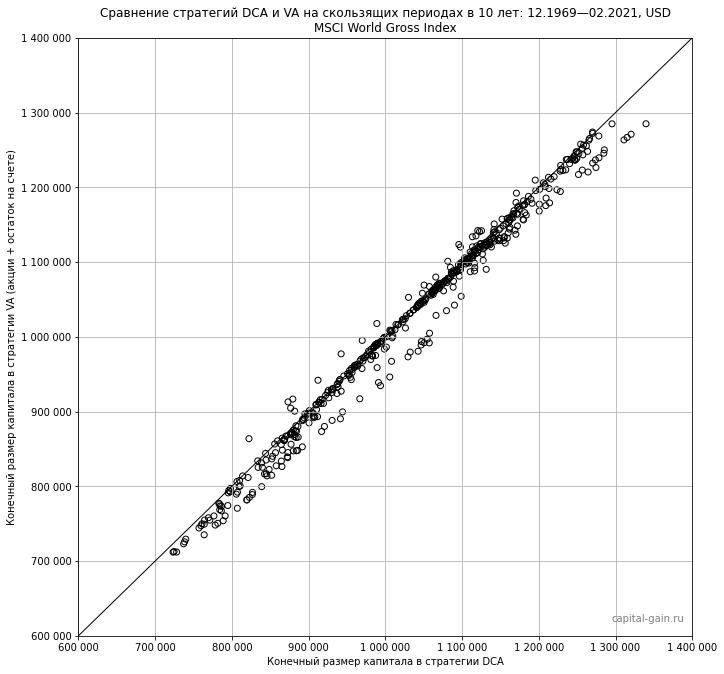 Сравнение стратегий DCA и VA на скользящих периодах в 10 лет: 12.1969—02.2021, USD
MSCI World Gross Index
Конечный размер капитала в стратегии VA (акции + остаток на счете)
1 400 000
1 300 000
1 200 000
1 100 000
1 000 000
900 000
800 000
700 000
600 000
capital-gain.ru
600 000 700 000 800 000 900 000 1 000 000 1 100 000 1 200 000 1 300 000 1 400 000
Конечный размер капитала в стратегии DCA